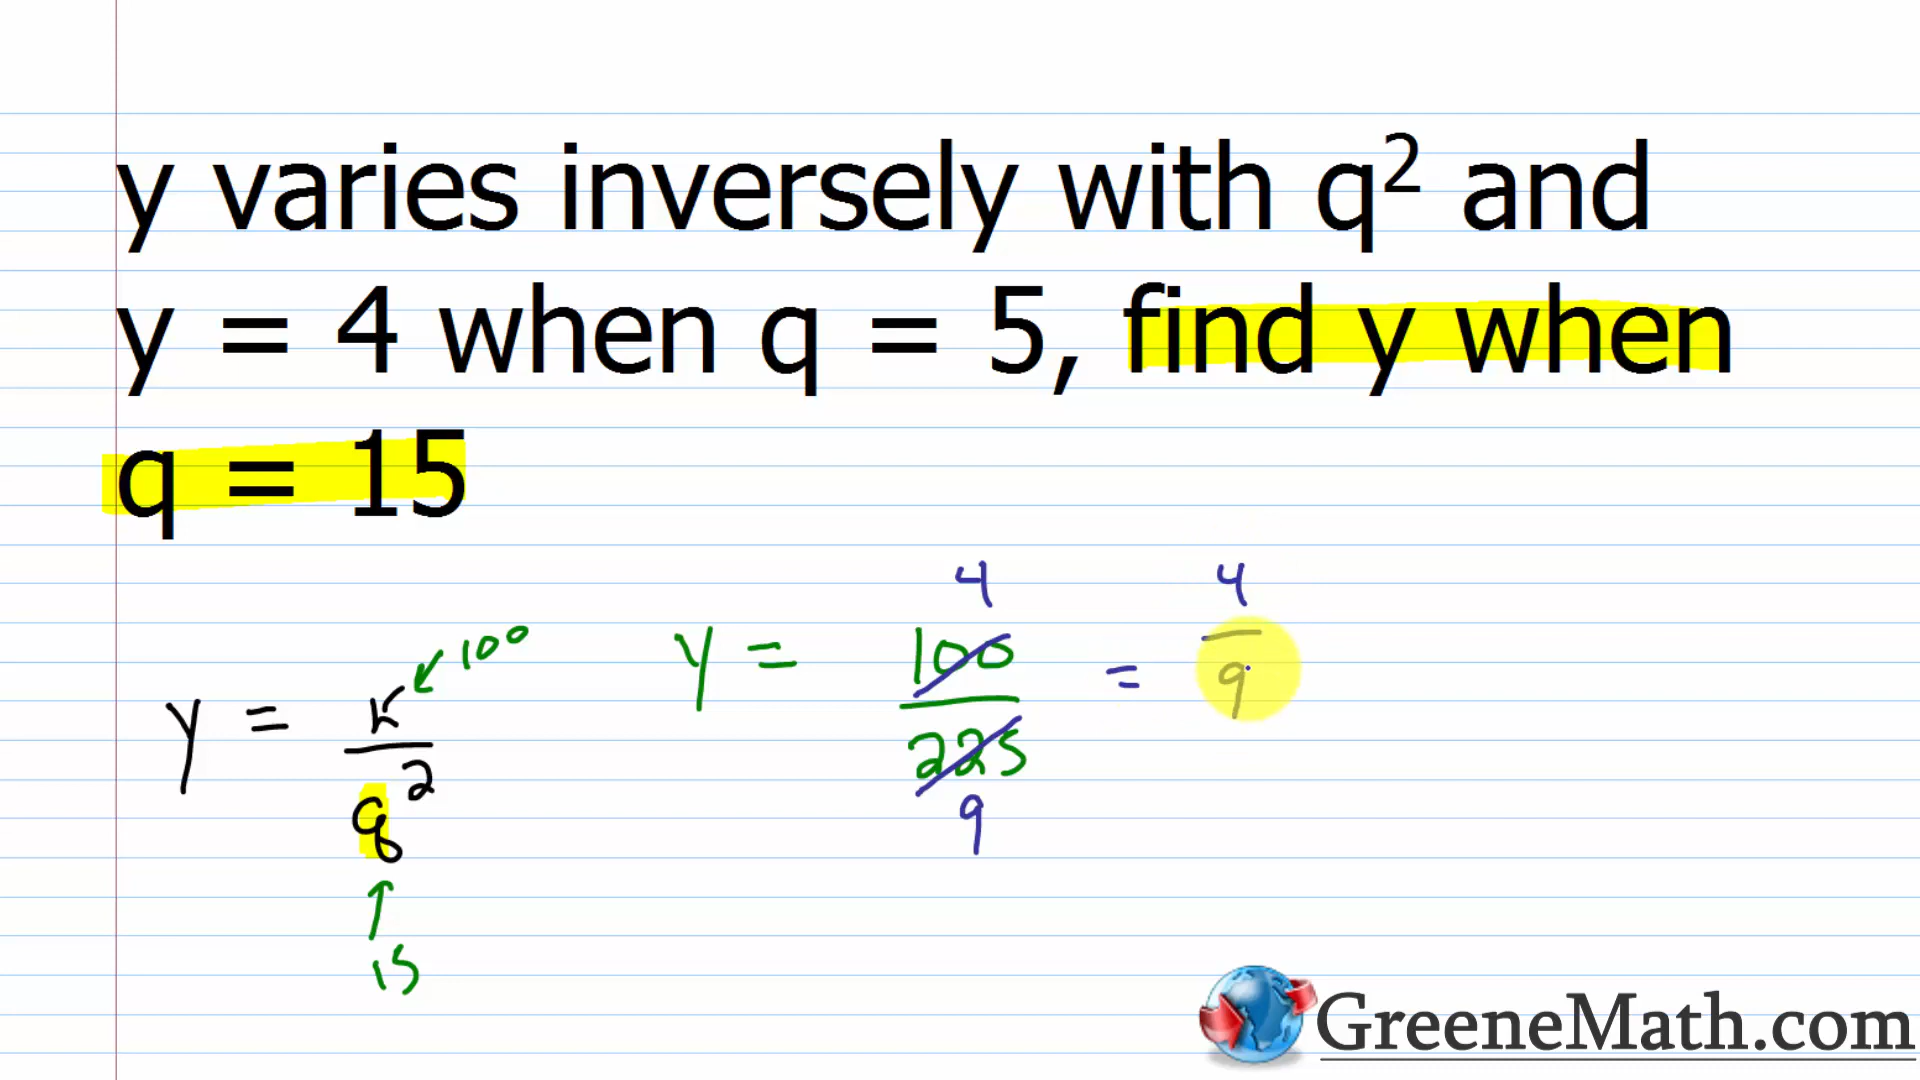 y varies inversely with q² and
y = 4 when q = 5, find y when
q = 15
y = k/q² 100 15
y = 100/225 4 9 = 4/9
GreeneMath.com